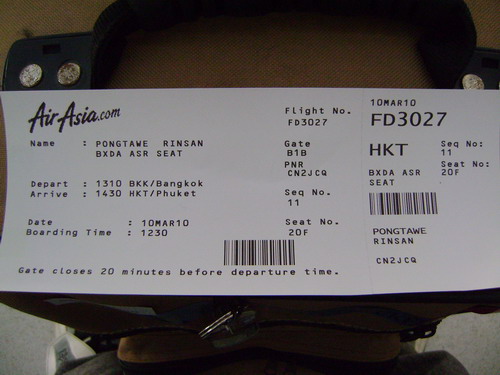 AirAsia.com
Name : PONGTAWE RINSAN
BXDA ASR SEAT
Depart : 1310 BKK/Bangkok
Arrive : 1430 HKT/Phuket
Date : 10MAR10
Boarding Time : 1230
Gate closes 20 minutes before departure time.
Flight No.
FD3027
Gate
B1B
PNR
CN2JCQ
Seq No.
11
Seat No.
20F
10MAR10
FD3027
HKT
Seq No:
11
BXDA ASR
SEAT
Seat No:
20F
PONGTAWE
RINSAN
CN2JCQ